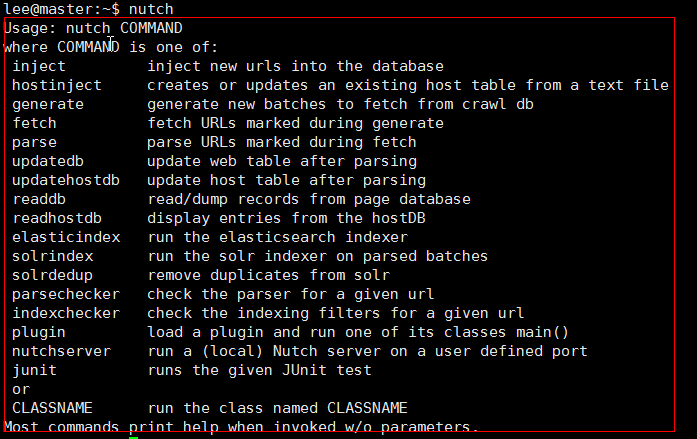 lee@master:~$ nutch
Usage: nutch COMMAND
where COMMAND is one of:
inject inject new urls into the database
hostinject creates or updates an existing host table from a text file
generate generate new batches to fetch from crawl db
fetch fetch URLs marked during generate
parse parse URLs marked during fetch
updatedb update web table after parsing
updatehostdb update host table after parsing
readdb read/dump records from page database
readhostdb display entries from the hostDB
elasticindex run the elasticsearch indexer
solrindex run the solr indexer on parsed batches
solrdedup remove duplicates from solr
parsechecker check the parser for a given url
indexchecker check the indexing filters for a given url
plugin load a plugin and run one of its classes main()
nutchserver run a (local) Nutch server on a user defined port
junit runs the given JUnit test
or
CLASSNAME run the class named CLASSNAME
Most commands print help when invoked w/o parameters.